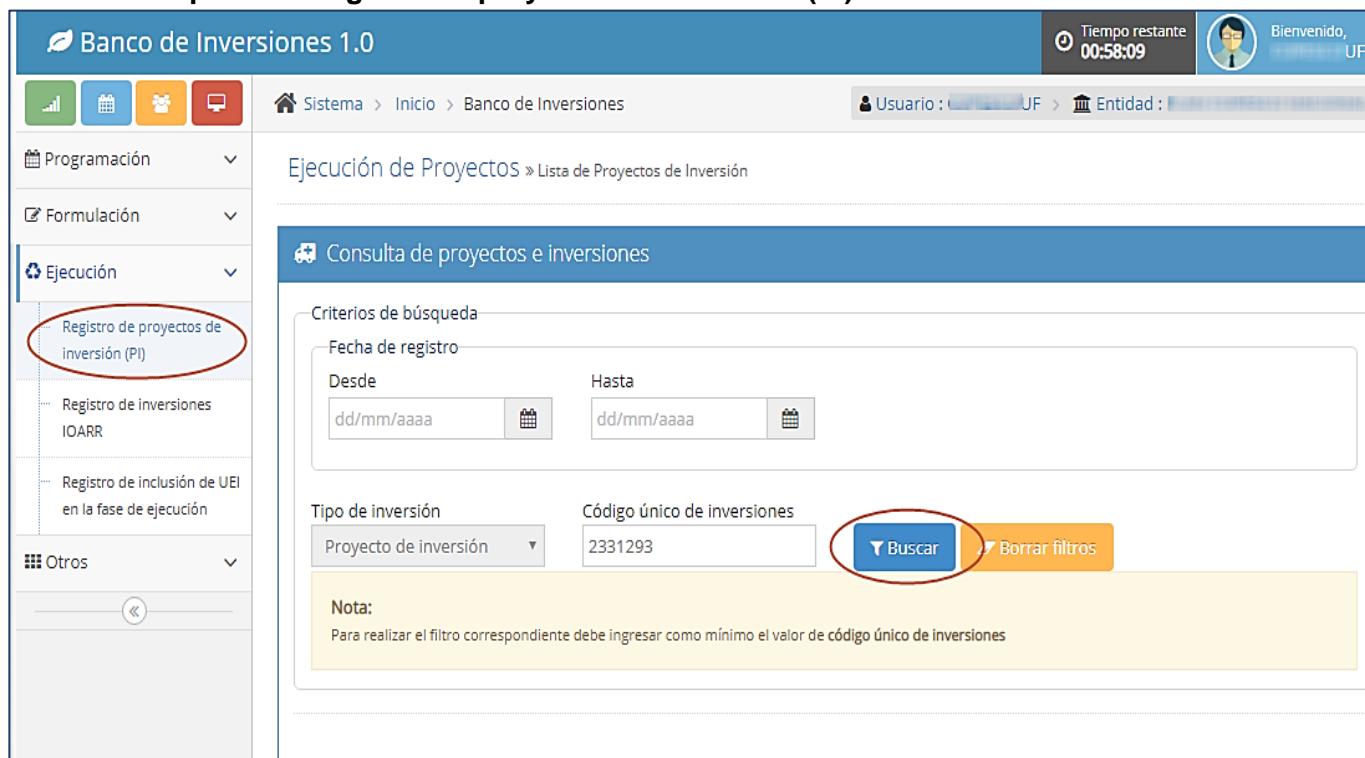 Banco de Inversiones 1.0
Tiempo restante
00:58:09
Bienvenido,
UF
Sistema > Inicio > Banco de Inversiones
Usuario : UF > Entidad :
Programación
Formulación
Ejecución
Registro de proyectos de
inversión (PI)
Registro de inversiones
IOARR
Registro de inclusión de UEI
en la fase de ejecución
Otros
Ejecución de Proyectos » Lista de Proyectos de Inversión
Consulta de proyectos e inversiones
Criterios de búsqueda
Fecha de registro
Desde Hasta
dd/mm/aaaa dd/mm/aaaa
Tipo de inversión Código único de inversiones
Proyecto de inversión 2331293 Buscar Borrar filtros
Nota:
Para realizar el filtro correspondiente debe ingresar como mínimo el valor de código único de inversiones